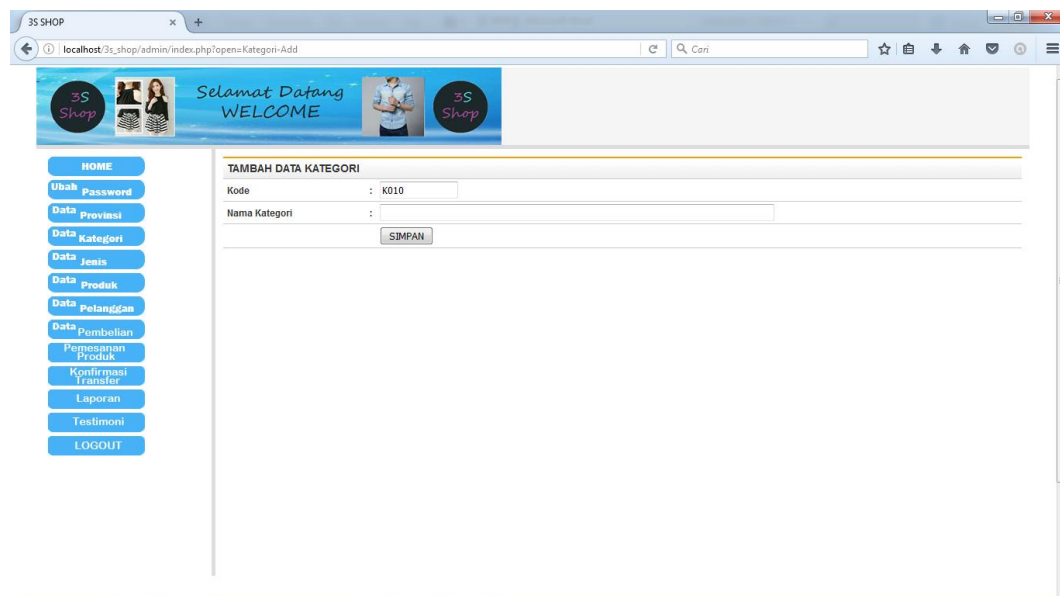 3S SHOP
localhost/3s_shop/admin/index.php?open=Kategori-Add
Cari
3S
Shop
Selamat Datang
WELCOME
3S
Shop
HOME
Ubah Password
Data Provinsi
Data Kategori
Data Jenis
Data Produk
Data Pelanggan
Data Pembelian
Pemesanan
Produk
Konfirmasi
Transfer
Laporan
Testimoni
LOGOUT
TAMBAH DATA KATEGORI
Kode : K010
Nama Kategori :
SIMPAN